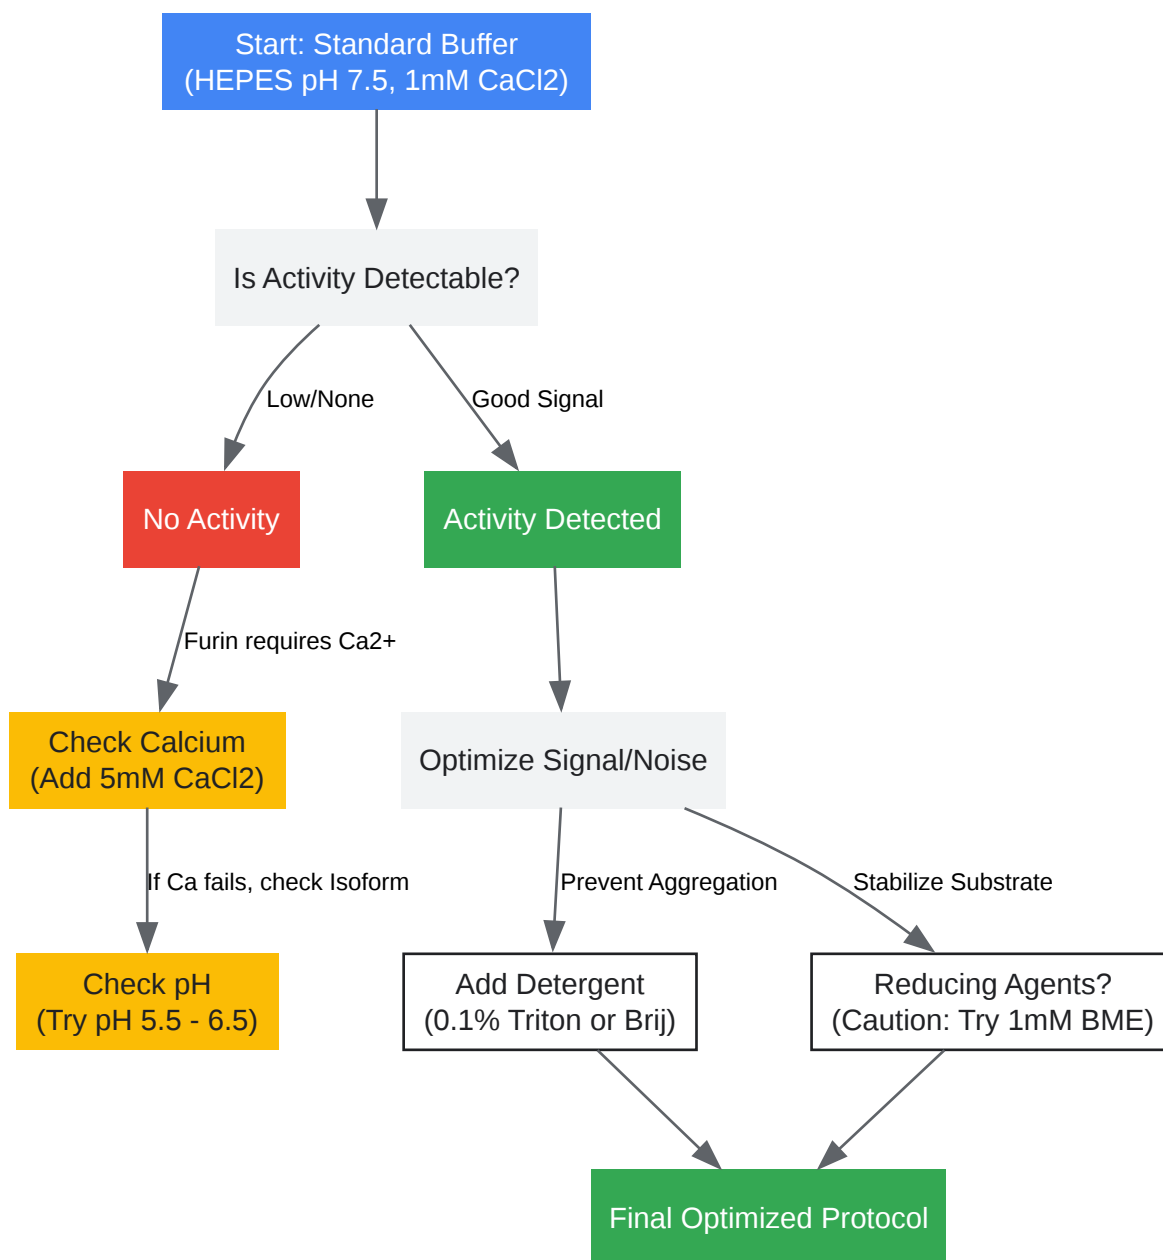 Start: Standard Buffer
(HEPES pH 7.5, 1mM CaCl2)
Is Activity Detectable?
Low/None
Good Signal
No Activity
Activity Detected
Furin requires Ca2+
Check Calcium
(Add 5mM CaCl2)
Optimize Signal/Noise
If Ca fails, check Isoform
Prevent Aggregation
Stabilize Substrate
Check pH
(Try pH 5.5 - 6.5)
Add Detergent
(0.1% Triton or Brij)
Reducing Agents?
(Caution: Try 1mM BME)
Final Optimized Protocol